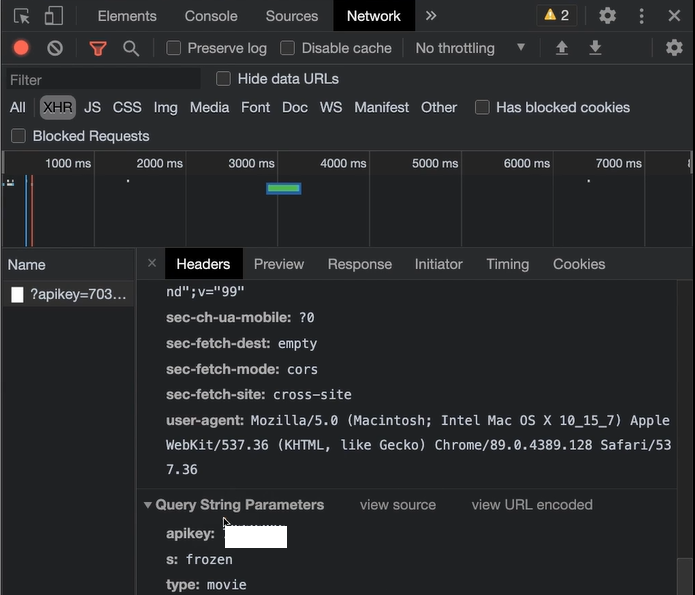 Elements Console Sources Network » 2
Preserve log Disable cache No throttling
Filter Hide data URLs
All XHR JS CSS Img Media Font Doc WS Manifest Other Has blocked cookies
Blocked Requests
1000 ms 2000 ms 3000 ms 4000 ms 5000 ms 6000 ms 7000 ms
Name × Headers Preview Response Initiator Timing Cookies
?apikey=703...
nd";v="99"
sec-ch-ua-mobile: ?0
sec-fetch-dest: empty
sec-fetch-mode: cors
sec-fetch-site: cross-site
user-agent: Mozilla/5.0 (Macintosh; Intel Mac OS X 10_15_7) Apple
WebKit/537.36 (KHTML, like Gecko) Chrome/89.0.4389.128 Safari/53
7.36
Query String Parameters view source view URL encoded
apikey:
s: frozen
type: movie